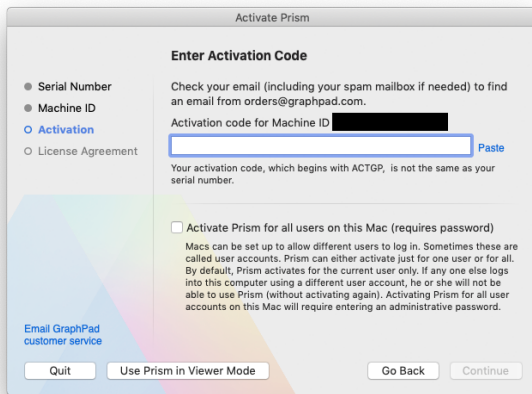 Activate Prism
Enter Activation Code
Serial Number
Machine ID
Activation
License Agreement
Check your email (including your spam mailbox if needed) to find
an email from orders@graphpad.com.
Activation code for Machine ID
Paste
Your activation code, which begins with ACTGP,  is not the same as your
serial number.
Activate Prism for all users on this Mac (requires password)
Macs can be set up to allow different users to log in. Sometimes these are
called user accounts. Prism can either activate just for one user or for all.
By default, Prism activates for the current user only. If any one else logs
into this computer using a different user account, he or she will not be
able to use Prism (without activating again). Activating Prism for all user
accounts on this Mac will require entering an administrative password.
Email GraphPad
customer service
Quit
Use Prism in Viewer Mode
Go Back
Continue